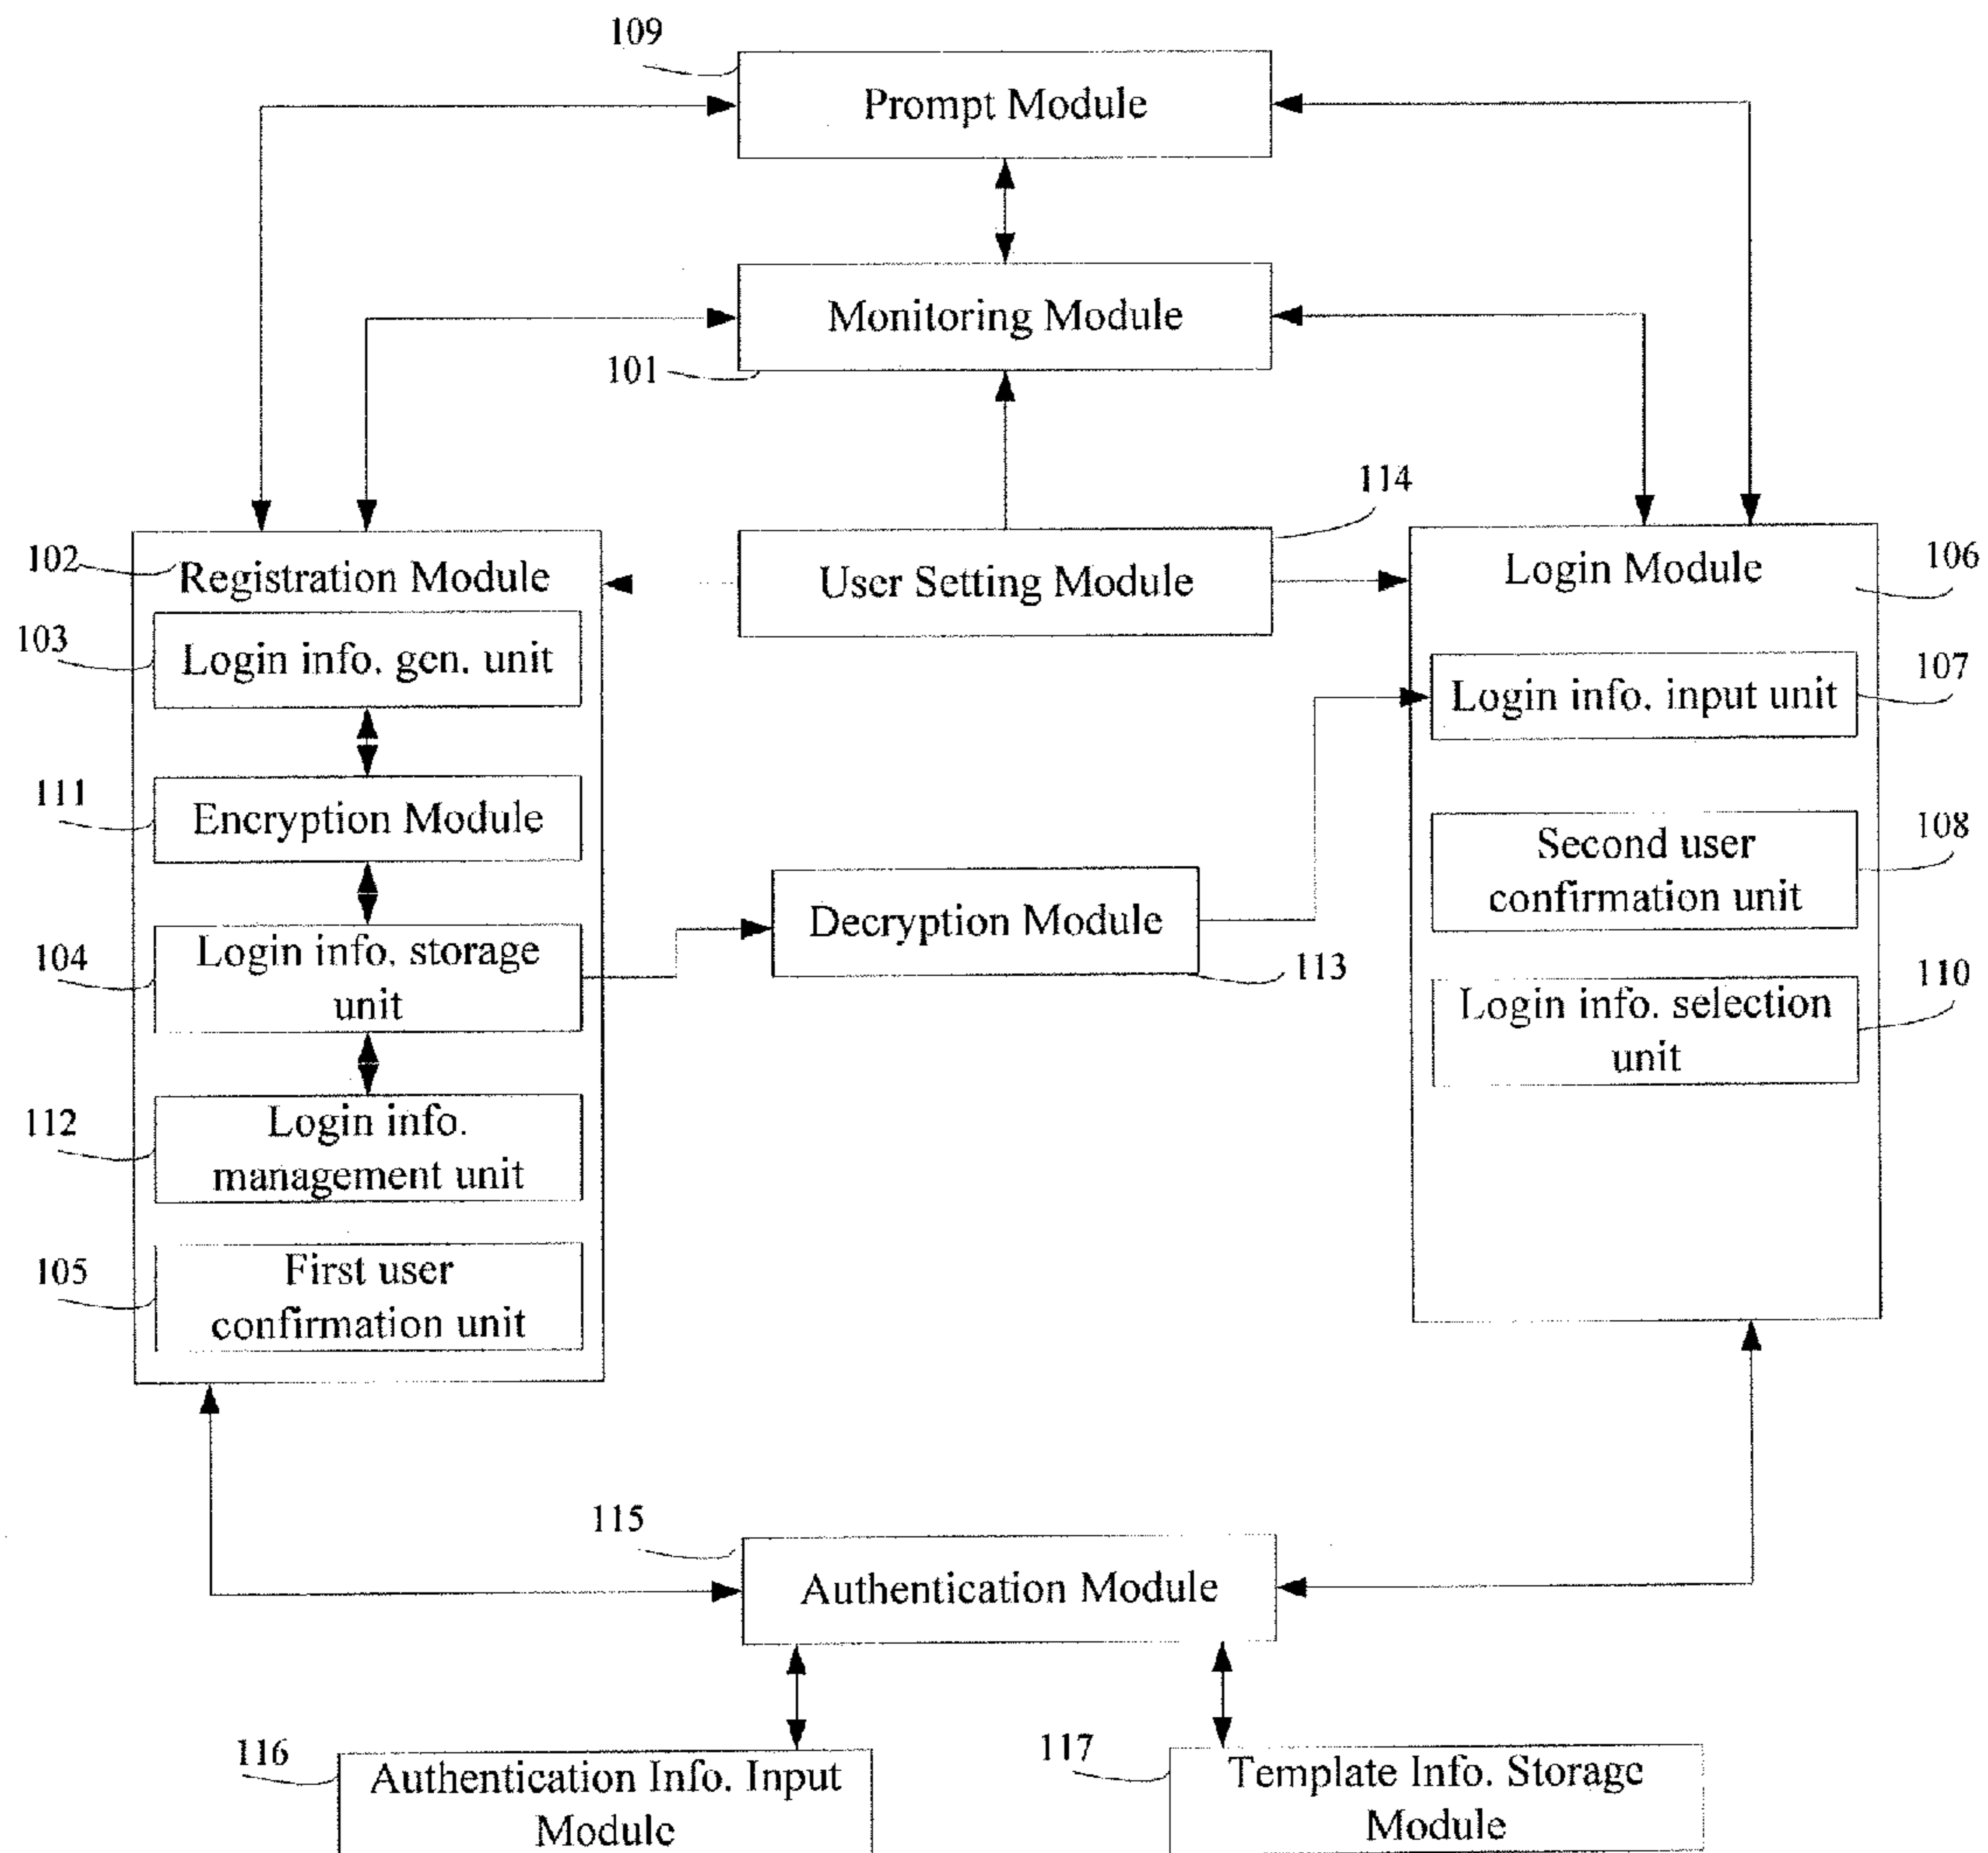 109
Prompt Module
Monitoring Module
101
114
102
Registration Module
User Setting Module
Login Module
106
103
Login info. gen. unit
107
Login info. input unit
111
Encryption Module
108
Second user
confirmation unit
Decryption Module
113
104
Login info. storage
unit
110
Login info. selection
unit
112
Login info.
management unit
105
First user
confirmation unit
115
Authentication Module
116
Authentication Info. Input
Module
117
Template Info. Storage
Module